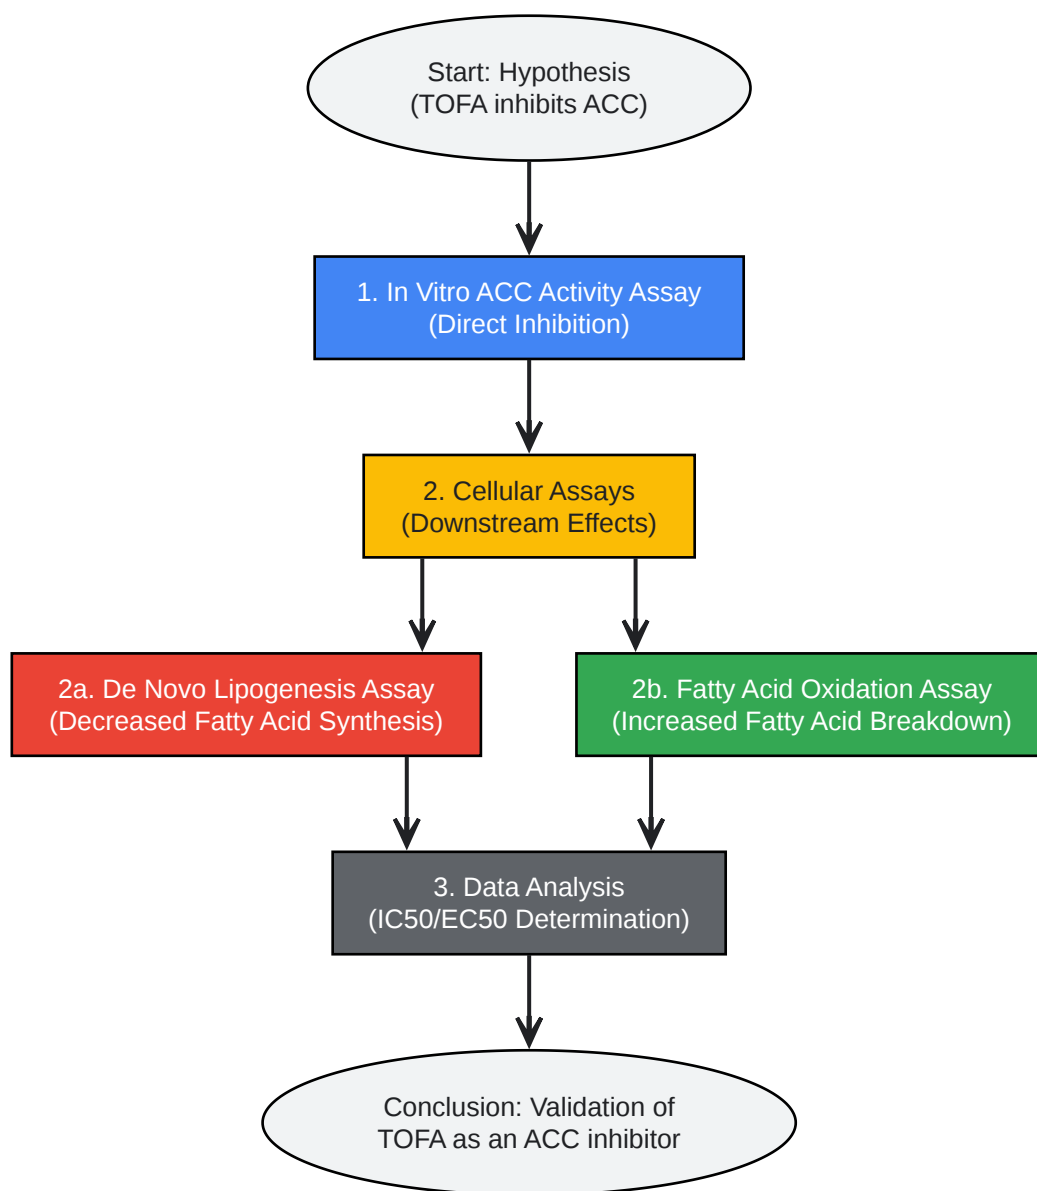 Start: Hypothesis
(TOFA inhibits ACC)
1. In Vitro ACC Activity Assay
(Direct Inhibition)
2. Cellular Assays
(Downstream Effects)
2a. De Novo Lipogenesis Assay
(Decreased Fatty Acid Synthesis)
2b. Fatty Acid Oxidation Assay
(Increased Fatty Acid Breakdown)
3. Data Analysis
(IC50/EC50 Determination)
Conclusion: Validation of
TOFA as an ACC inhibitor